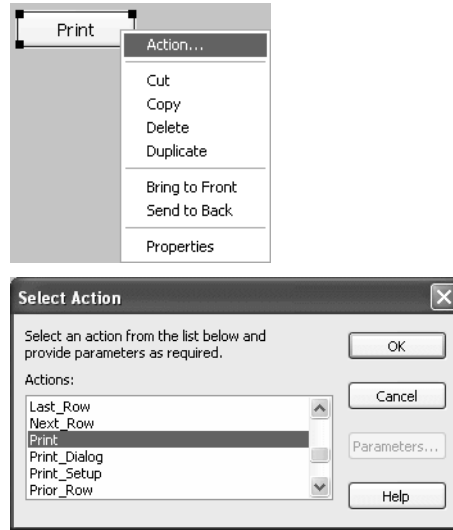 Print
Action...
Cut
Copy
Delete
Duplicate
Bring to Front
Send to Back
Properties
Select Action
Select an action from the list below and
provide parameters as required.
OK
Actions:
Cancel
Last_Row
Next_Row
Print
Print_Dialog
Print_Setup
Prior_Row
Parameters...
Help